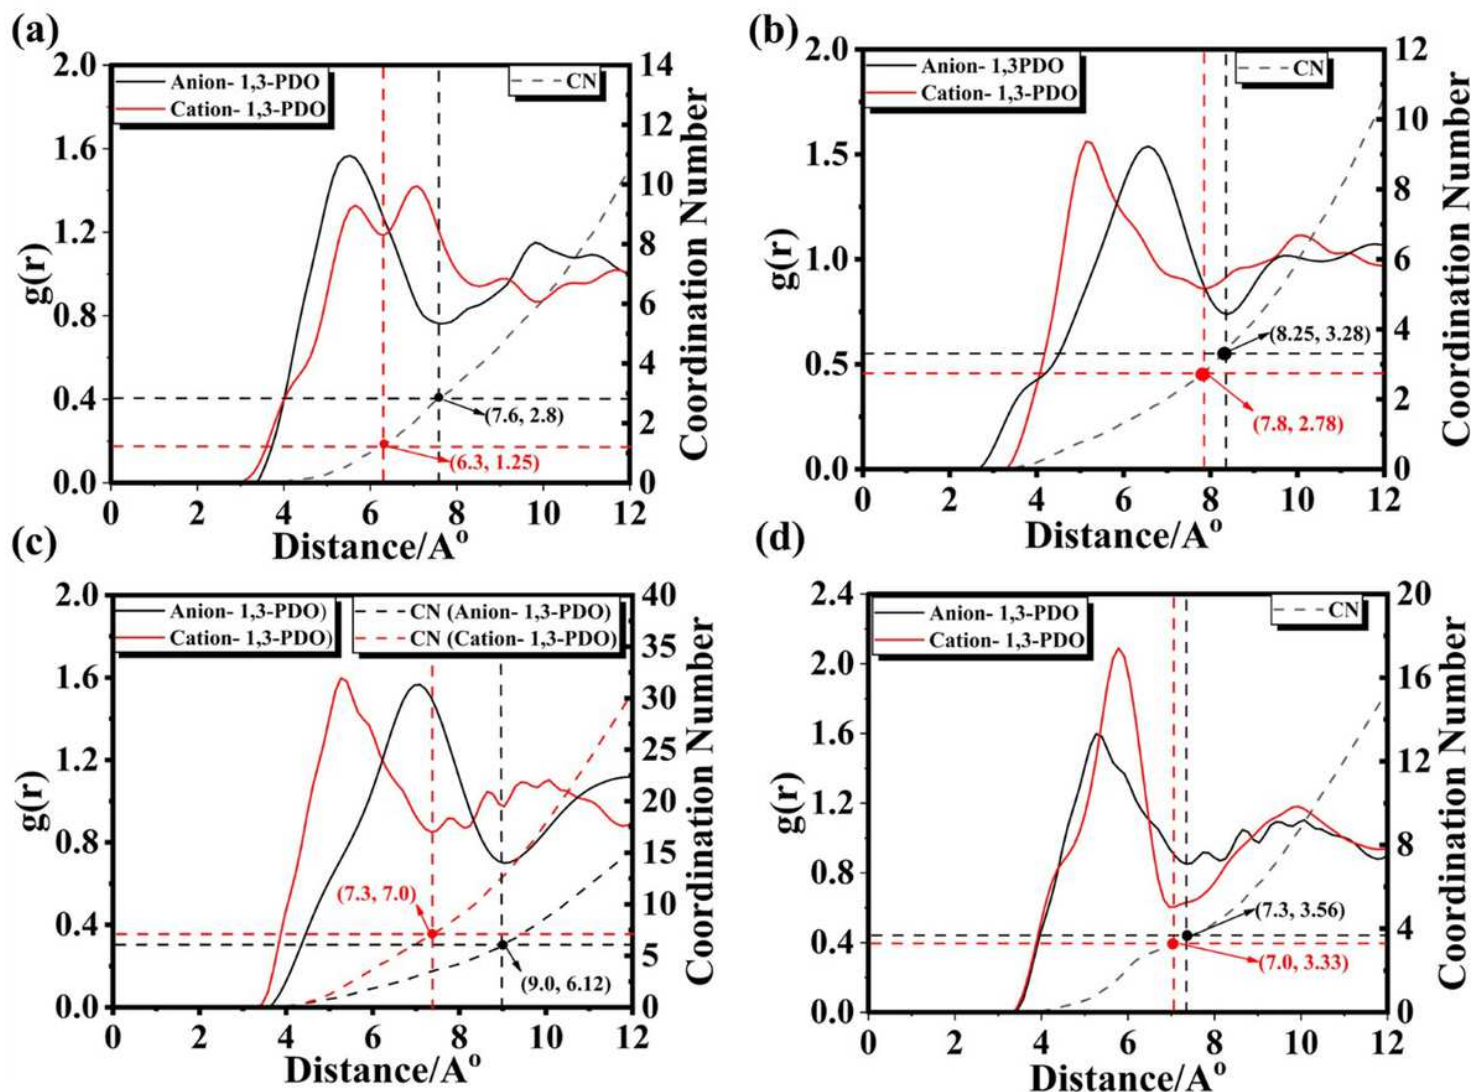 (a)
Anion- 1,3-PDO
Cation- 1,3-PDO
CN
g(r)
2.0
1.6
1.2
0.8
0.4
0.0
14
12
10
8
6
4
2
0
Coordination Number
(7.6, 2.8)
(6.3, 1.25)
0 2 4 6 8 10 12
Distance/Aº
(b)
Anion- 1,3PDO
Cation- 1,3-PDO
CN
g(r)
2.0
1.5
1.0
0.5
0.0
12
10
8
6
4
2
0
Coordination Number
(8.25, 3.28)
(7.8, 2.78)
0 2 4 6 8 10 12
Distance/Aº
(c)
Anion- 1,3-PDO)
Cation- 1,3-PDO)
CN (Anion- 1,3-PDO)
CN (Cation- 1,3-PDO)
g(r)
2.0
1.6
1.2
0.8
0.4
0.0
40
35
30
25
20
15
10
5
0
Coordination Number
(7.3, 7.0)
(9.0, 6.12)
0 2 4 6 8 10 12
Distance/Aº
(d)
Anion- 1,3-PDO
Cation- 1,3-PDO
CN
g(r)
2.4
2.0
1.6
1.2
0.8
0.4
0.0
20
16
12
8
4
0
Coordination Number
(7.3, 3.56)
(7.0, 3.33)
0 2 4 6 8 10 12
Distance/Aº